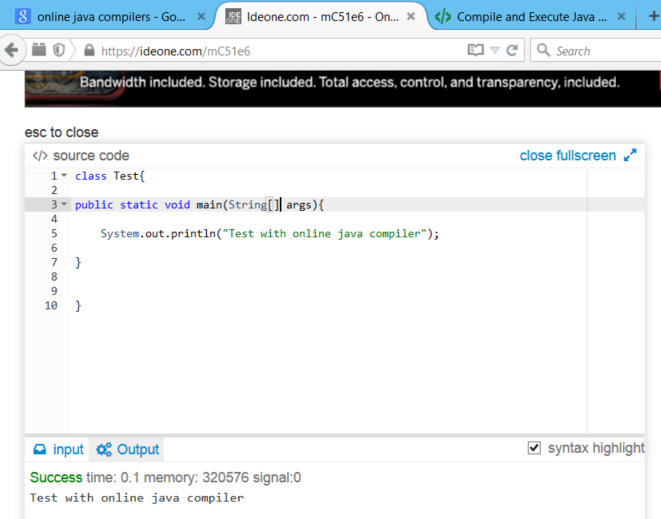 online java compilers - Go... ×
Ideone.com - mC51e6 - On... ×
</> Compile and Execute Java ... ×
https://ideone.com/mC51e6
Search
Bandwidth included. Storage included. Total access, control, and transparency, included.
esc to close
</> source code close fullscreen
1 class Test{
2
3 public static void main(String[] args){
4
5 System.out.println("Test with online java compiler");
6
7 }
8
9
10 }
input Output syntax highlight
Success time: 0.1 memory: 320576 signal:0
Test with online java compiler